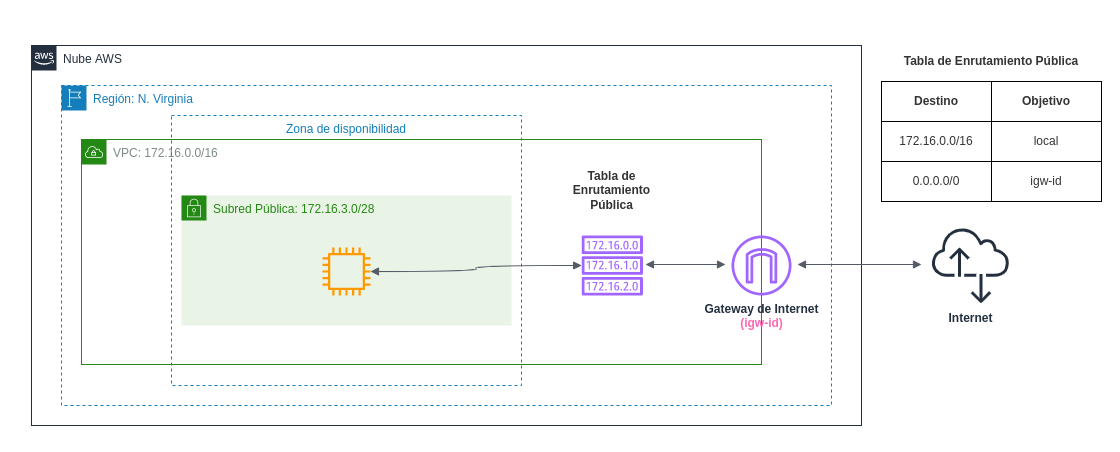 aws
Nube AWS
Región: N. Virginia
Zona de disponibilidad
VPC: 172.16.0.0/16
Subred Pública: 172.16.3.0/28
Tabla de
Enrutamiento
Pública
172.16.0.0
172.16.1.0
172.16.2.0
Gateway de Internet
(igw-id)
Tabla de Enrutamiento Pública
Destino Objetivo
172.16.0.0/16 local
0.0.0.0/0 igw-id
Internet